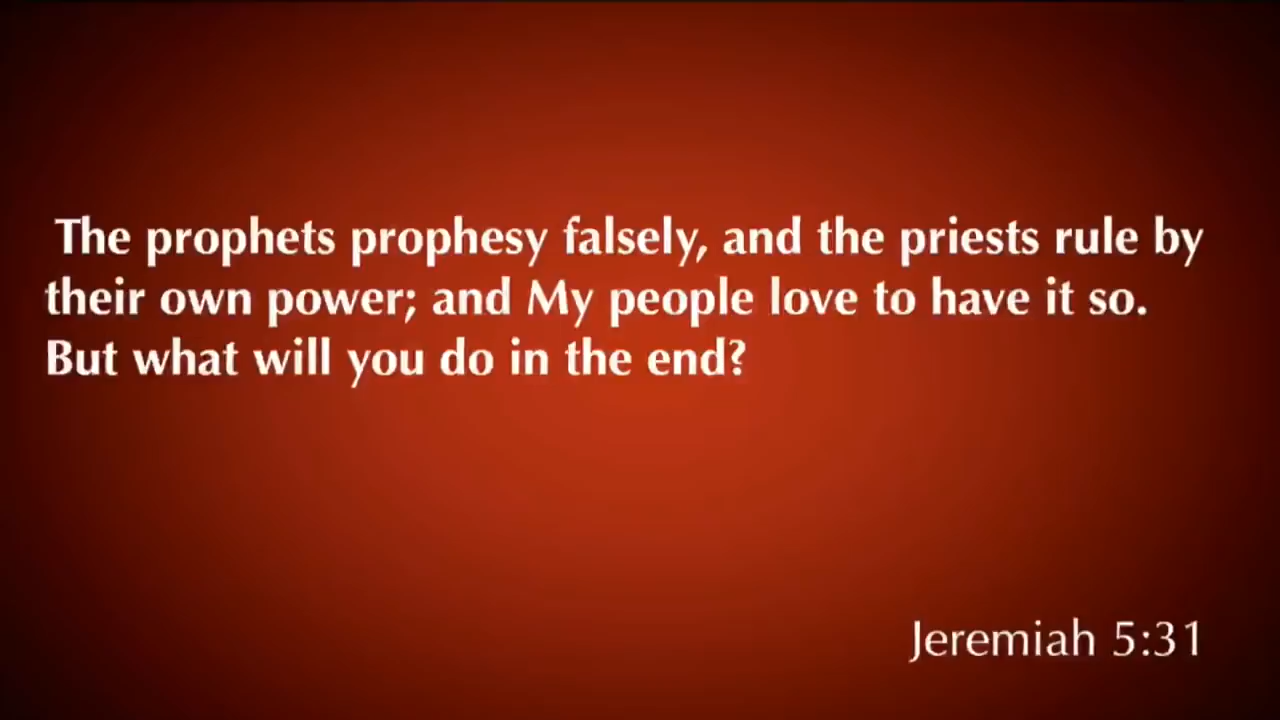 The prophets prophesy falsely, and the priests rule by
their own power; and My people love to have it so.
But what will you do in the end?
Jeremiah 5:31